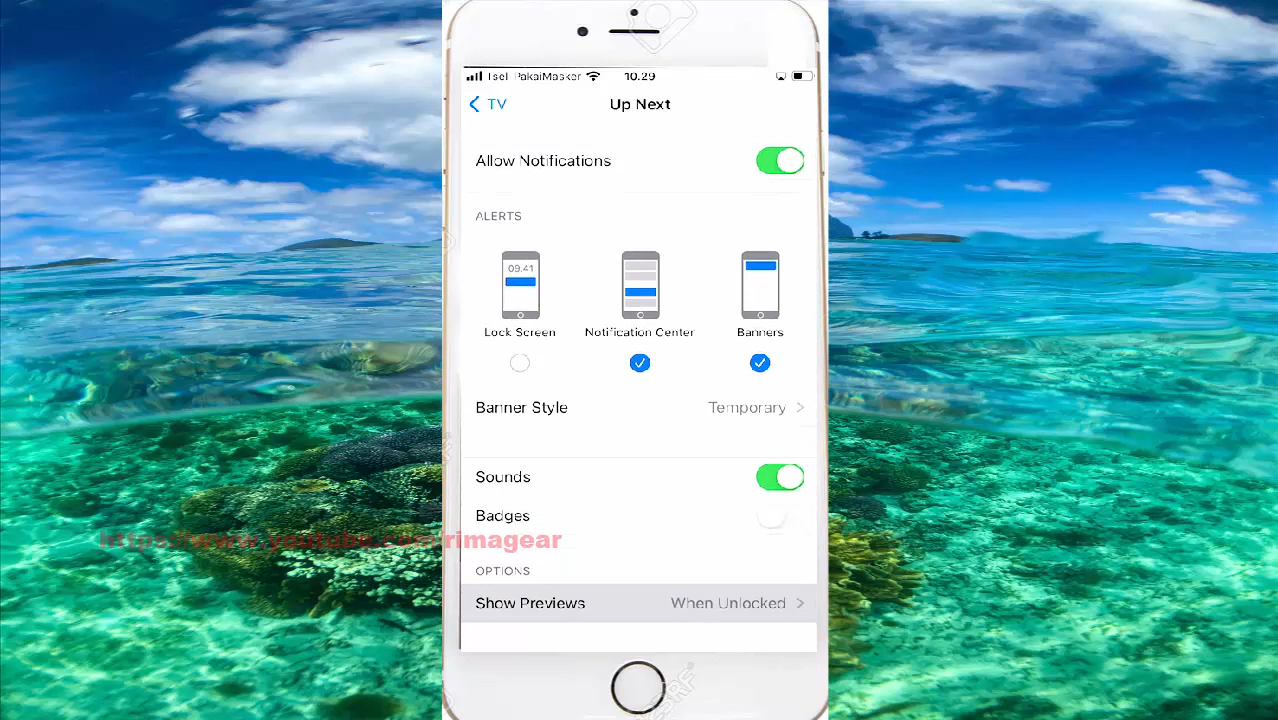 Tsel-PakaiMasker 10.29
TV Up Next
Allow Notifications
ALERTS
09.41
Lock Screen Notification Center Banners
Banner Style Temporary
Sounds
Badges
https://www.youtube.com/rimagear
OPTIONS
Show Previews When Unlocked